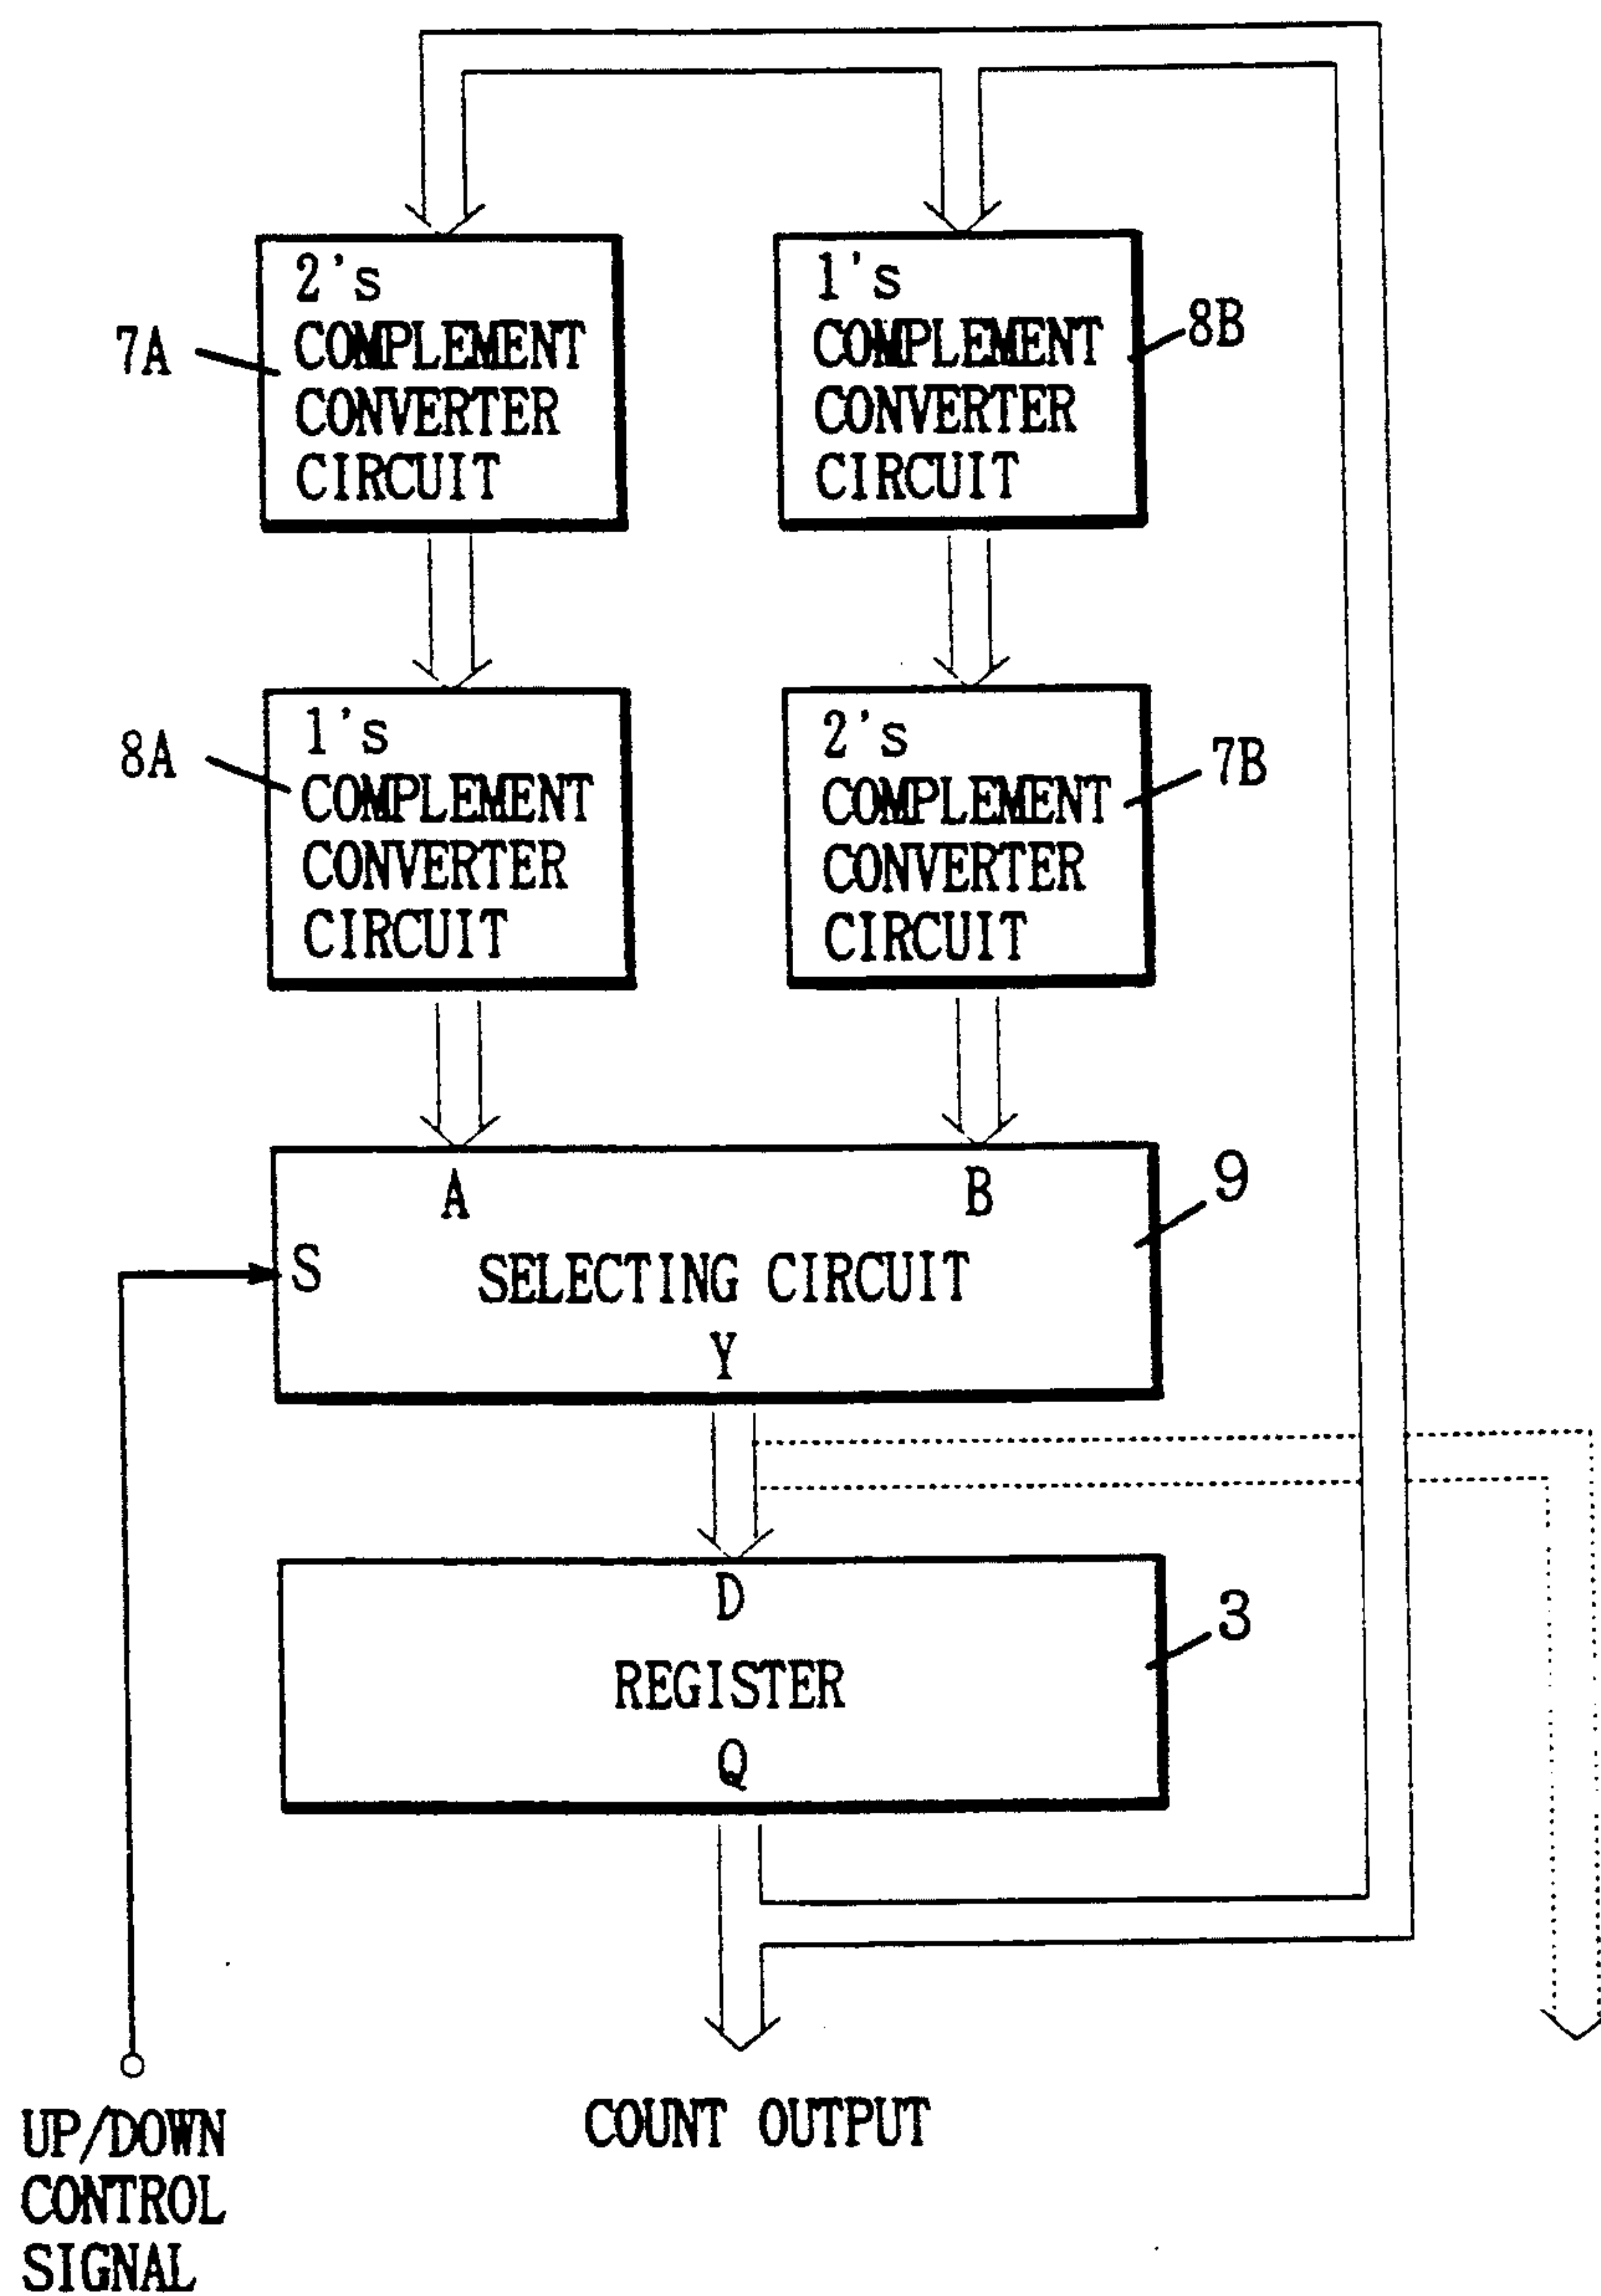 2's
COMPLEMENT
CONVERTER
CIRCUIT
7A
1's
COMPLEMENT
CONVERTER
CIRCUIT
8B
1's
COMPLEMENT
CONVERTER
CIRCUIT
8A
2's
COMPLEMENT
CONVERTER
CIRCUIT
7B
A
B
9
S
SELECTING CIRCUIT
Y
D
3
REGISTER
Q
UP/DOWN
CONTROL
SIGNAL
COUNT OUTPUT